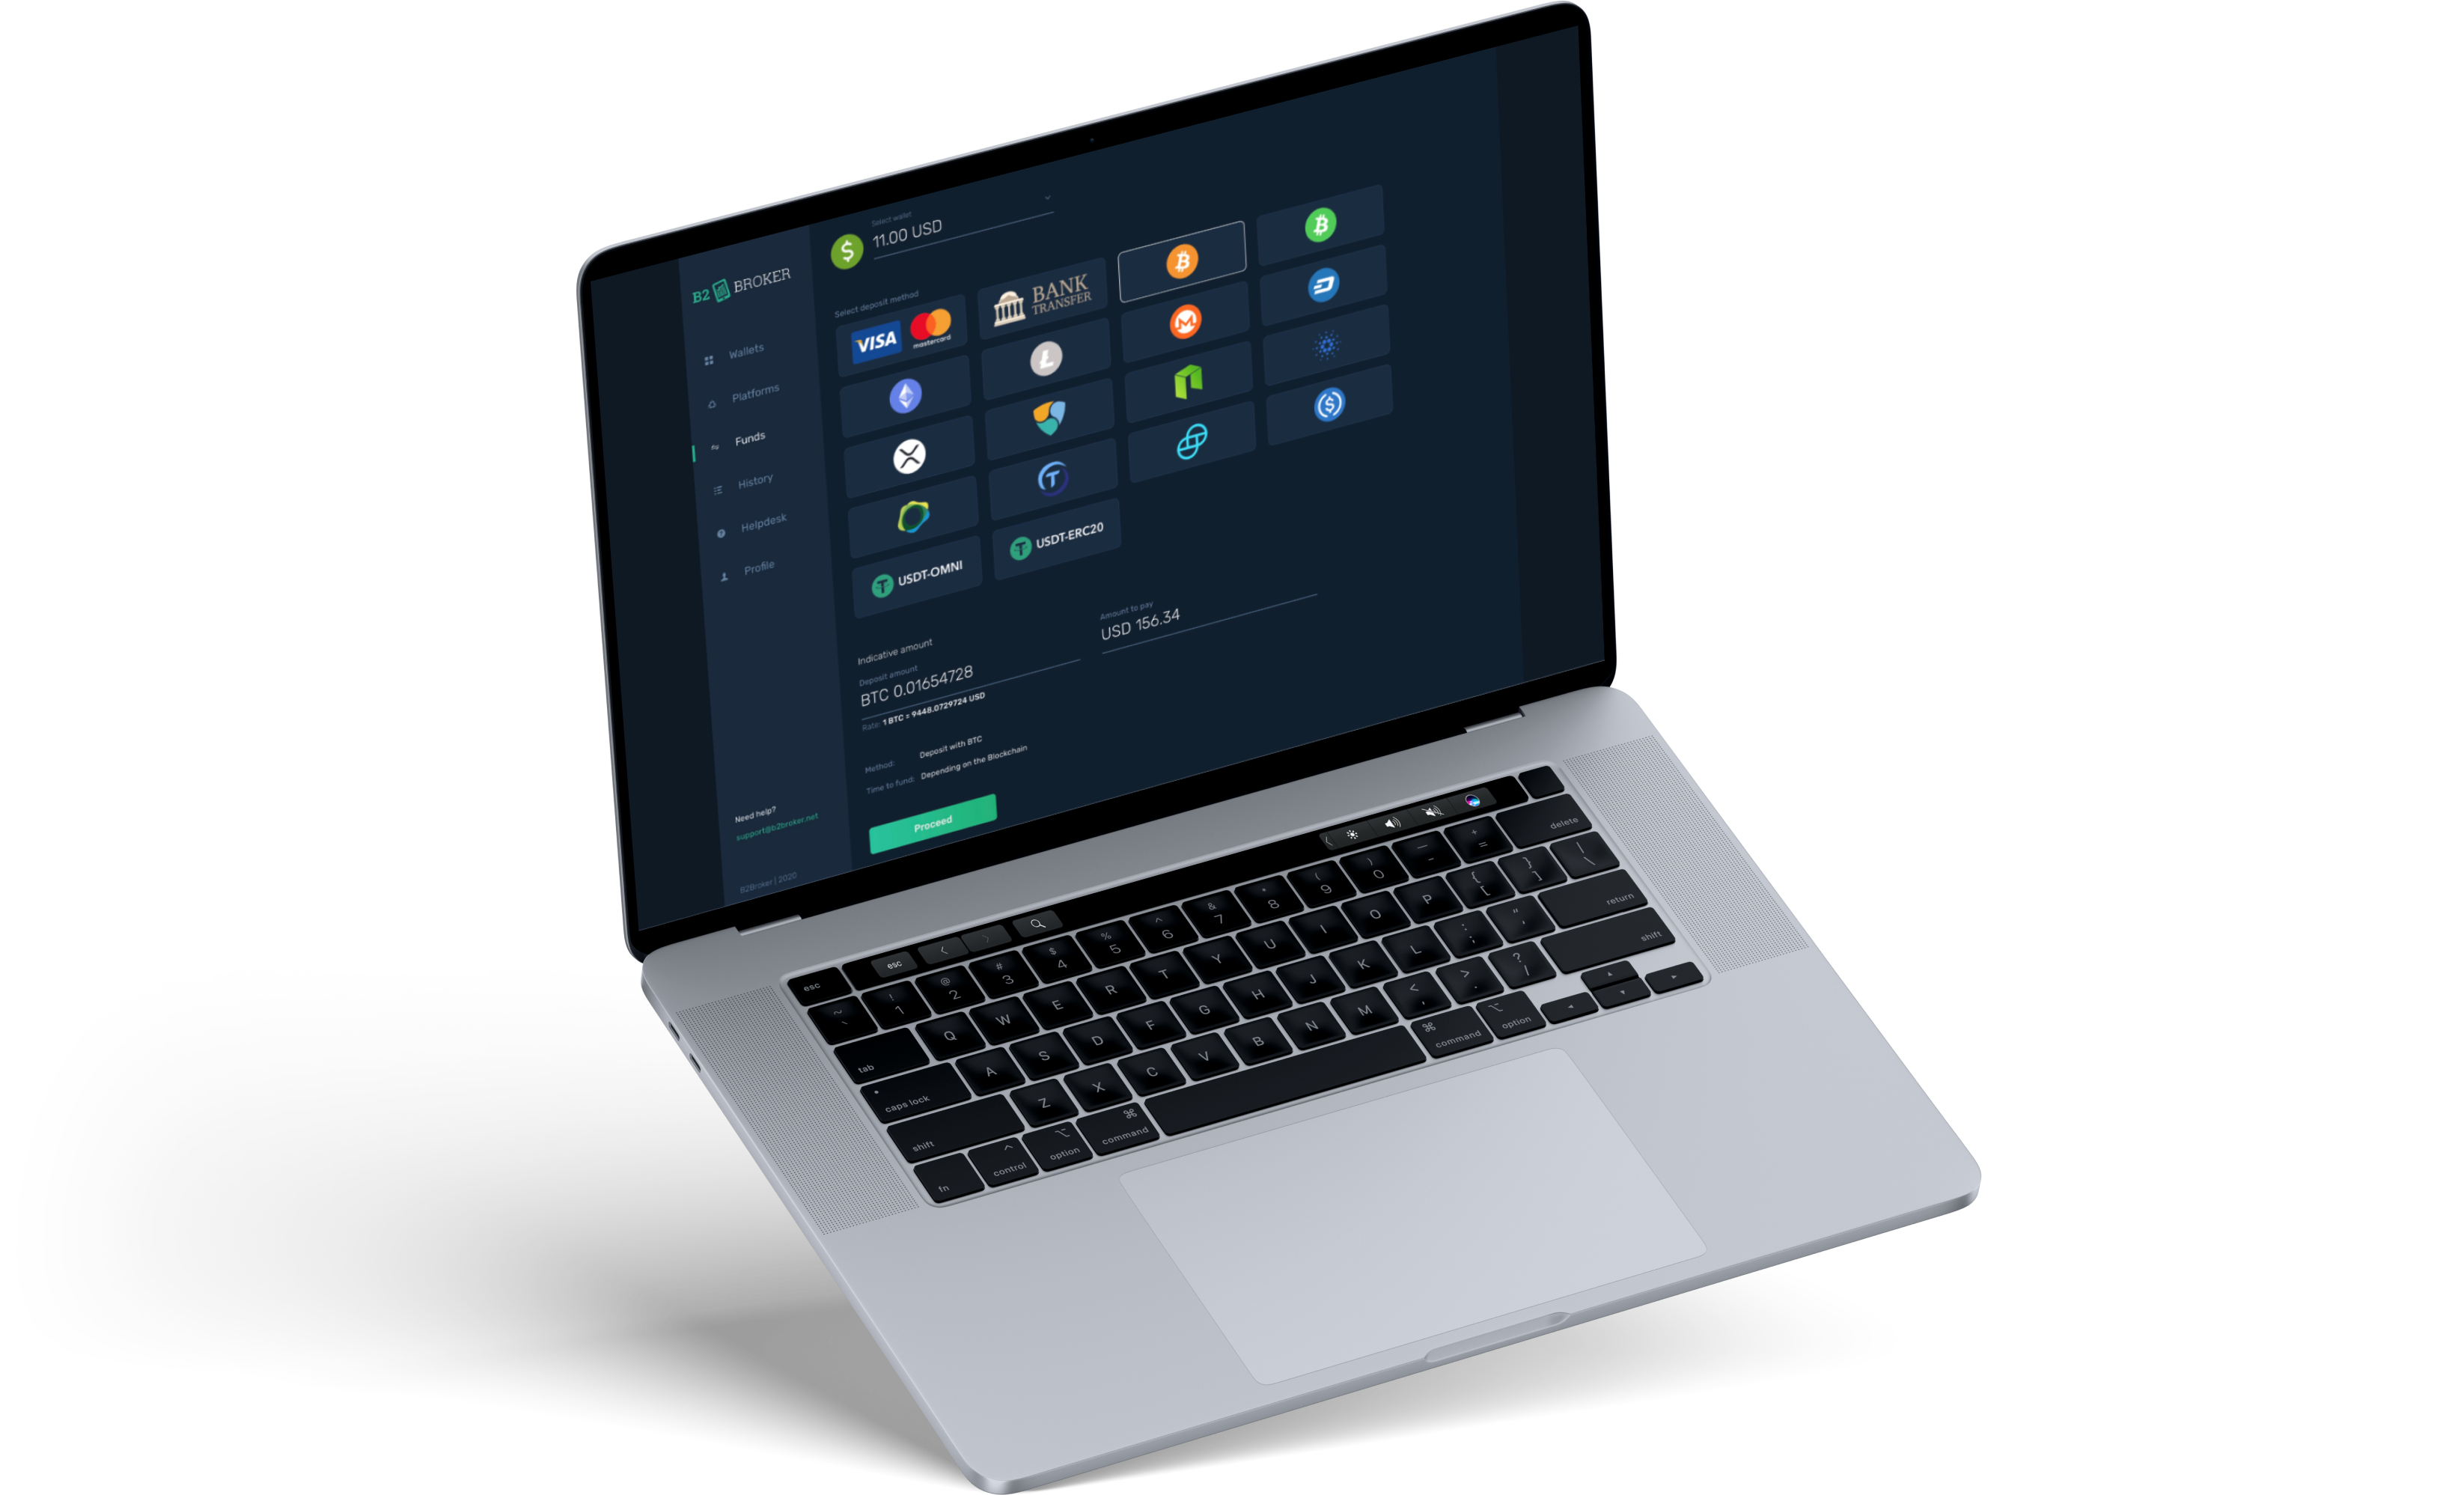 Select wallet
11.00 USD
B2 BROKER
Wallets
Platforms
Funds
History
Helpdesk
Profile
Need help?
support@b2broker.net
B2Broker | 2020
Select deposit method
VISA
mastercard
BANK
TRANSFER
USDT-OMNI
USDT-ERC20
Indicative amount
Deposit amount
BTC 0.01654728
Rate: 1 BTC = 9448.0729724 USD
Amount to pay
USD 156.34
Method: Deposit with BTC
Time to fund: Depending on the Blockchain
Proceed
esc esc
~ ` ! 1 @ 2 # 3 $ 4 % 5 ^ 6 & 7 * 8 ( 9 ) 0 — - + = delete
tab Q W E R T Y U I O P { [ } ] | \
caps lock A S D F G H J K L : ; " ' return
shift Z X C V B N M < , > . ? / shift
fn control option ⌘ command ⌘ command option